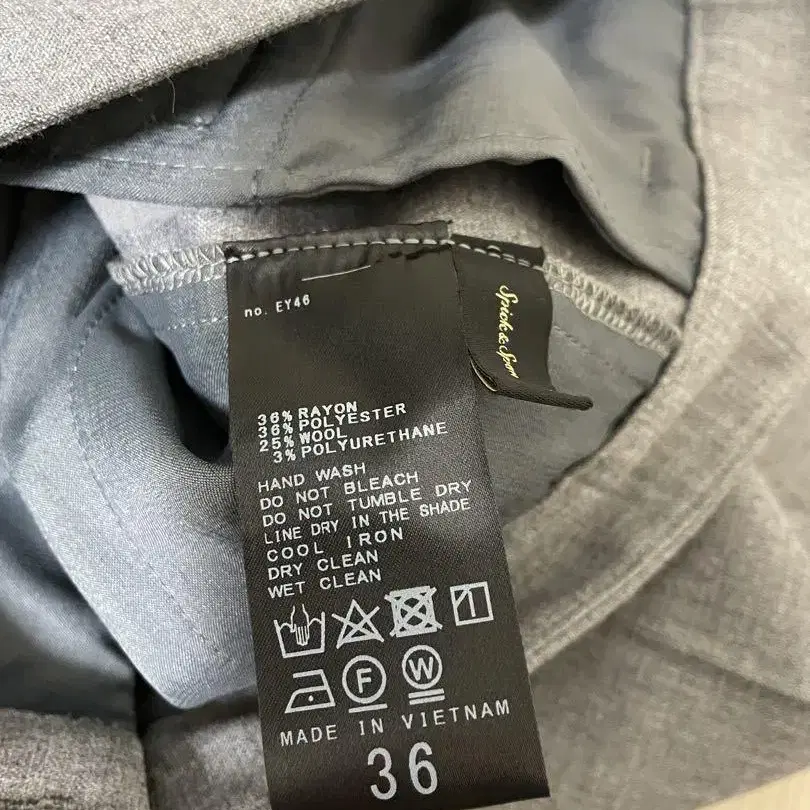 no. EY46
Spick & Span
36% RAYON
36% POLYESTER
25% WOOL
3% POLYURETHANE
HAND WASH
DO NOT BLEACH
DO NOT TUMBLE DRY
LINE DRY IN THE SHADE
COOL IRON
DRY CLEAN
WET CLEAN
F
W
MADE IN VIETNAM
36